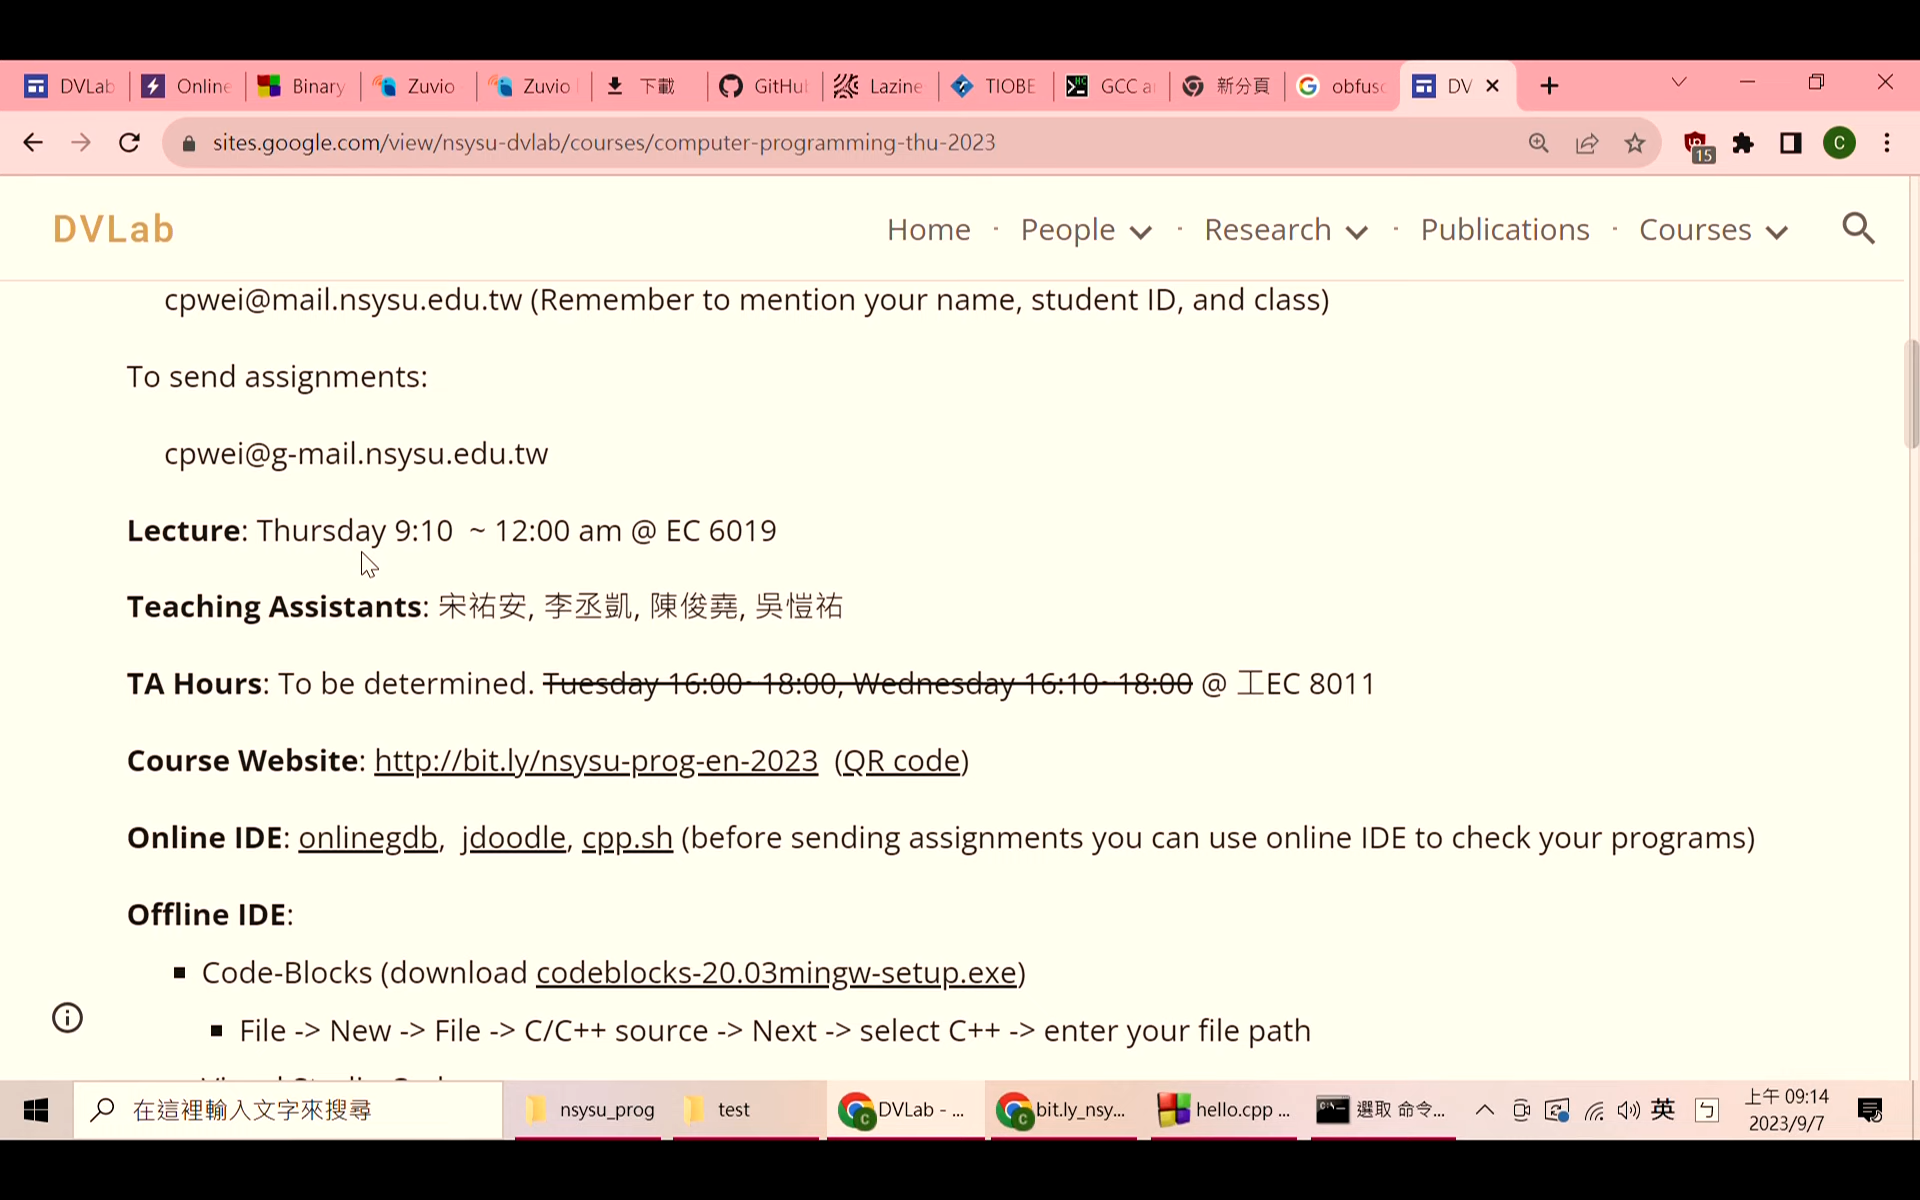 DVLab
Online
Binary
Zuvio
Zuvio
下載
GitHu
Lazine
TIOBE
GCC a
新分頁
obfusc
DV
sites.google.com/view/nsysu-dvlab/courses/computer-programming-thu-2023
15
C
DVLab
Home · People · Research · Publications · Courses
cpwei@mail.nsysu.edu.tw (Remember to mention your name, student ID, and class)
To send assignments:
cpwei@g-mail.nsysu.edu.tw
Lecture: Thursday 9:10 ~ 12:00 am @ EC 6019
Teaching Assistants: 宋祐安, 李丞凱, 陳俊堯, 吳愷祐
TA Hours: To be determined. Tuesday 16:00~18:00, Wednesday 16:10~18:00 @ 工EC 8011
Course Website: http://bit.ly/nsysu-prog-en-2023 (QR code)
Online IDE: onlinegdb, jdoodle, cpp.sh (before sending assignments you can use online IDE to check your programs)
Offline IDE:
▪ Code-Blocks (download codeblocks-20.03mingw-setup.exe)
▪ File -> New -> File -> C/C++ source -> Next -> select C++ -> enter your file path
在這裡輸入文字來搜尋
nsysu_prog
test
DVLab - ...
bit.ly_nsy...
hello.cpp ...
選取 命令...
英
上午 09:14
2023/9/7